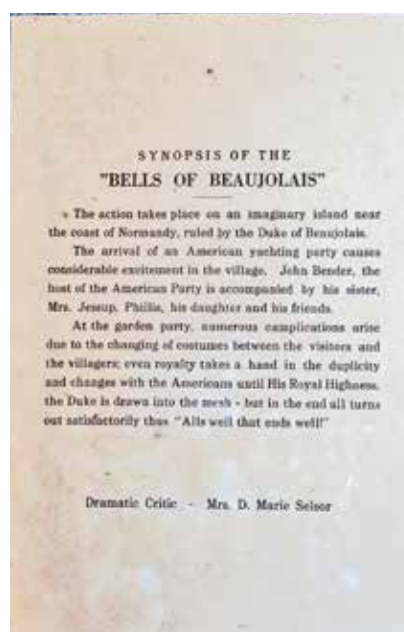 SYNOPSIS OF THE
"BELLS OF BEAUJOLAIS"
The action takes place on an imaginary island near
the coast of Normandy, ruled by the Duke of Beaujolais.
The arrival of an American yachting party causes
considerable excitement in the village. John Bender, the
host of the American Party is accompanied by his sister,
Mrs. Jessup, Phillis, his daughter and his friends.
At the garden party, numerous complications arise
due to the changing of costumes between the visitors and
the villagers; even royalty takes a hand in the duplicity
and changes with the Americans until His Royal Highness,
the Duke is drawn into the mesh - but in the end all turns
out satisfactorily thus "Alls well that ends well!"
Dramatic Critic - Mrs. D. Marie Selsor